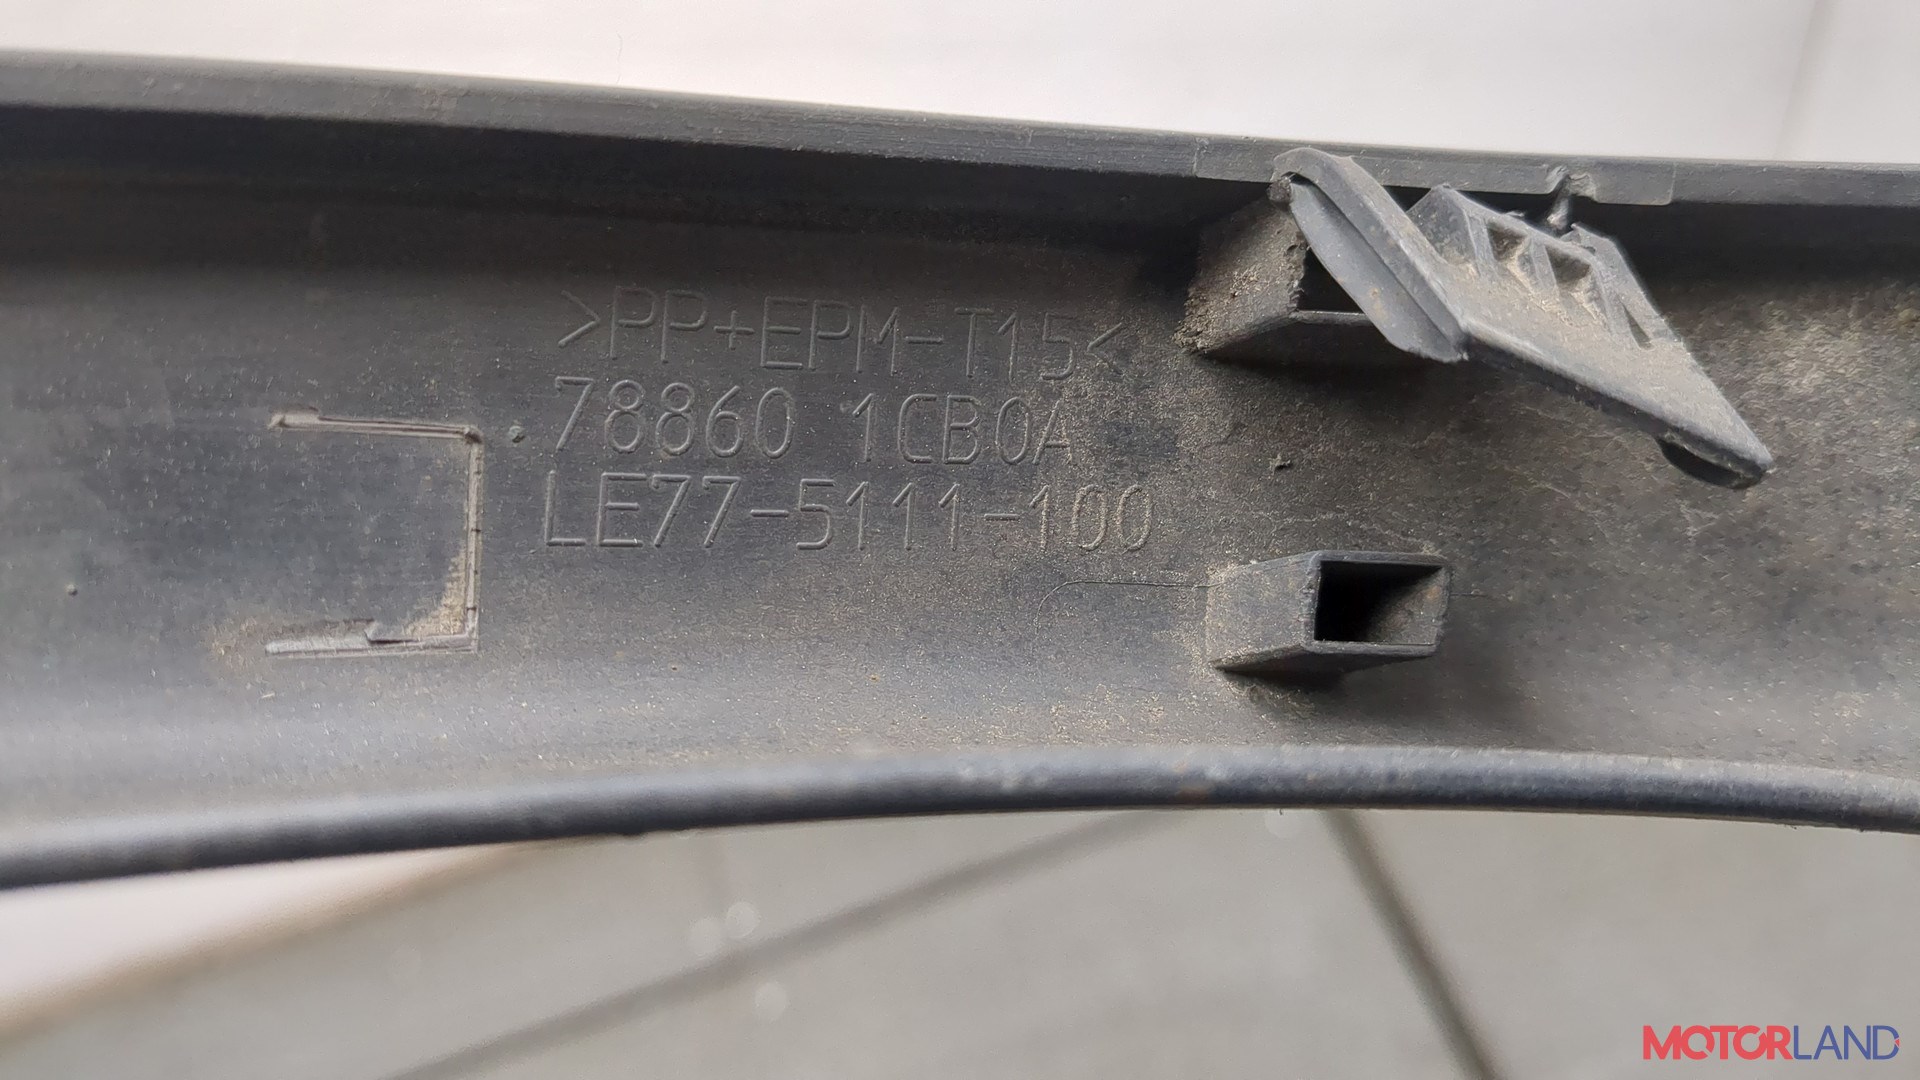 >PP+EPM-T15<
78860 1CB0A
LE77-5111-100
MOTORLAND